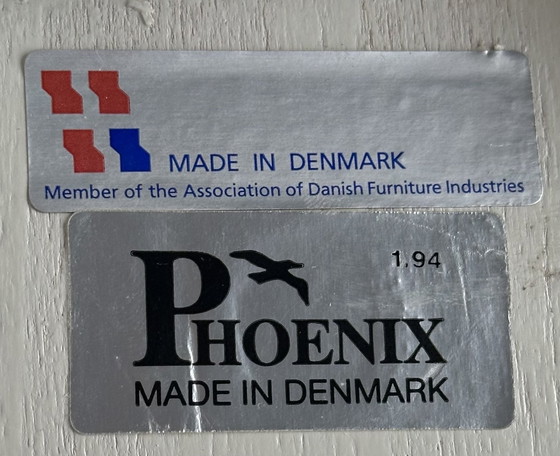 MADE IN DENMARK
Member of the Association of Danish Furniture Industries
PHOENIX
1,94
MADE IN DENMARK